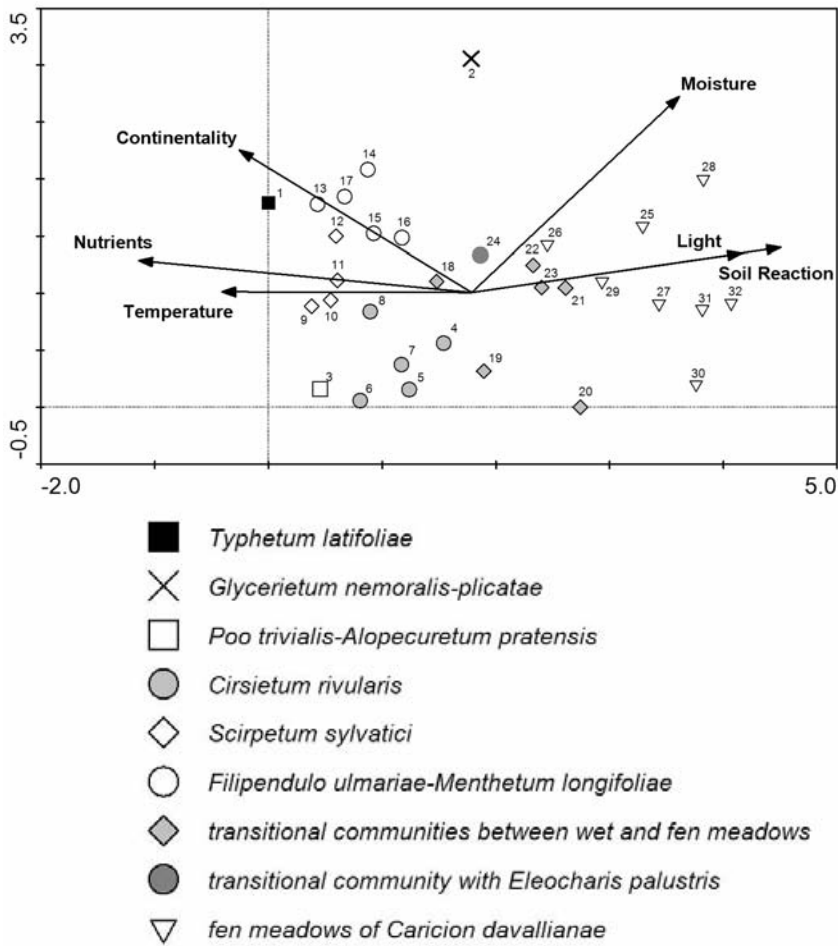 3.5
2
Moisture
Continentality
14
28
17
13
1
12
25
15
16
24
26
Light
Nutrients
22
Soil Reaction
11
18
23
Temperature
21
29
27
31
32
9
10
8
4
7
19
3
30
6
5
20
-0.5
-2.0
5.0
Typhetum latifoliae
Glycerietum nemoralis-plicatae
Poo trivialis-Alopecuretum pratensis
Cirsietum rivularis
Scirpetum sylvatici
Filipendulo ulmariae-Menthetum longifoliae
transitional communities between wet and fen meadows
transitional community with Eleocharis palustris
fen meadows of Caricion davallianae